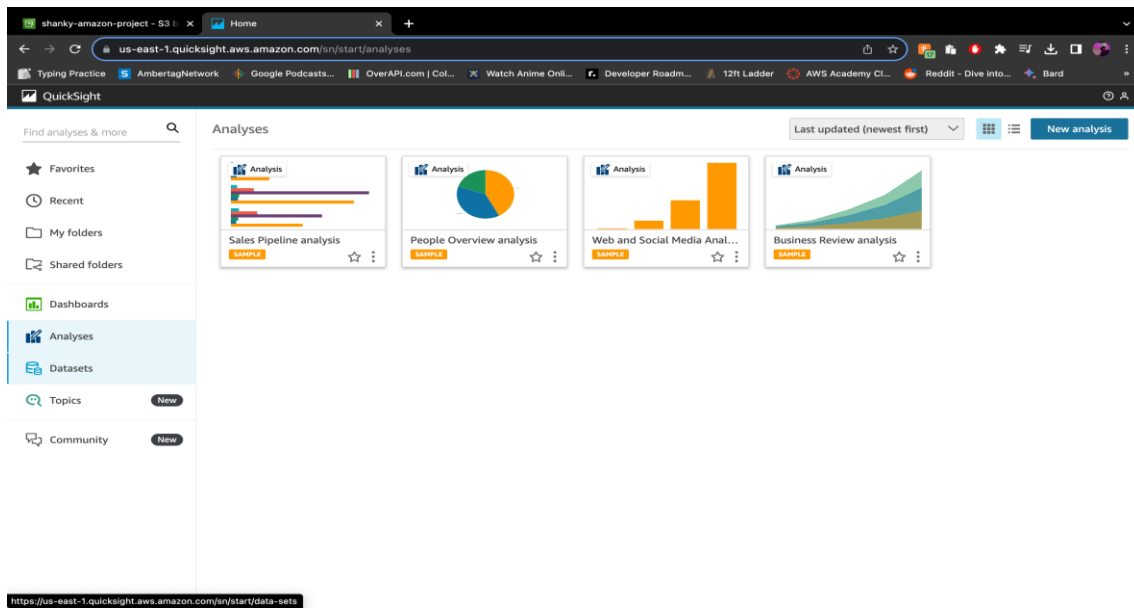 shanky-amazon-project - S3 b
Home
us-east-1.quicksight.aws.amazon.com/sn/start/analyses
Typing Practice
AmbertagNetwork
Google Podcasts...
OverAPI.com | Col...
Watch Anime Onli...
Developer Roadm...
12ft Ladder
AWS Academy Cl...
Reddit - Dive into...
Bard
»
QuickSight
Find analyses & more
Analyses
Last updated (newest first)
New analysis
Favorites
Recent
My folders
Shared folders
Dashboards
Analyses
Datasets
Topics
New
Community
New
Analysis
Sales Pipeline analysis
SAMPLE
Analysis
People Overview analysis
SAMPLE
Analysis
Web and Social Media Anal...
SAMPLE
Analysis
Business Review analysis
SAMPLE
https://us-east-1.quicksight.aws.amazon.com/sn/start/data-sets